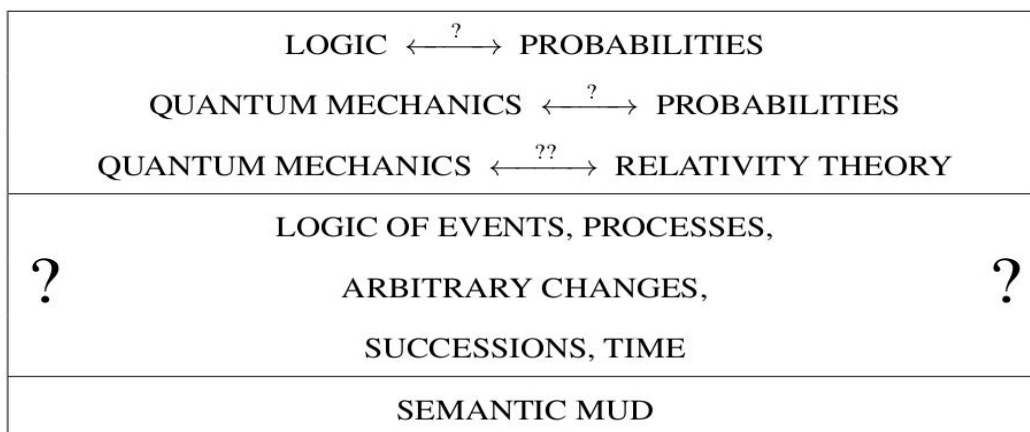 LOGIC ⟷ ? PROBABILITIES
QUANTUM MECHANICS ⟷ ? PROBABILITIES
QUANTUM MECHANICS ⟷ ?? RELATIVITY THEORY
LOGIC OF EVENTS, PROCESSES,
? ARBITRARY CHANGES, ?
SUCCESSIONS, TIME
SEMANTIC MUD